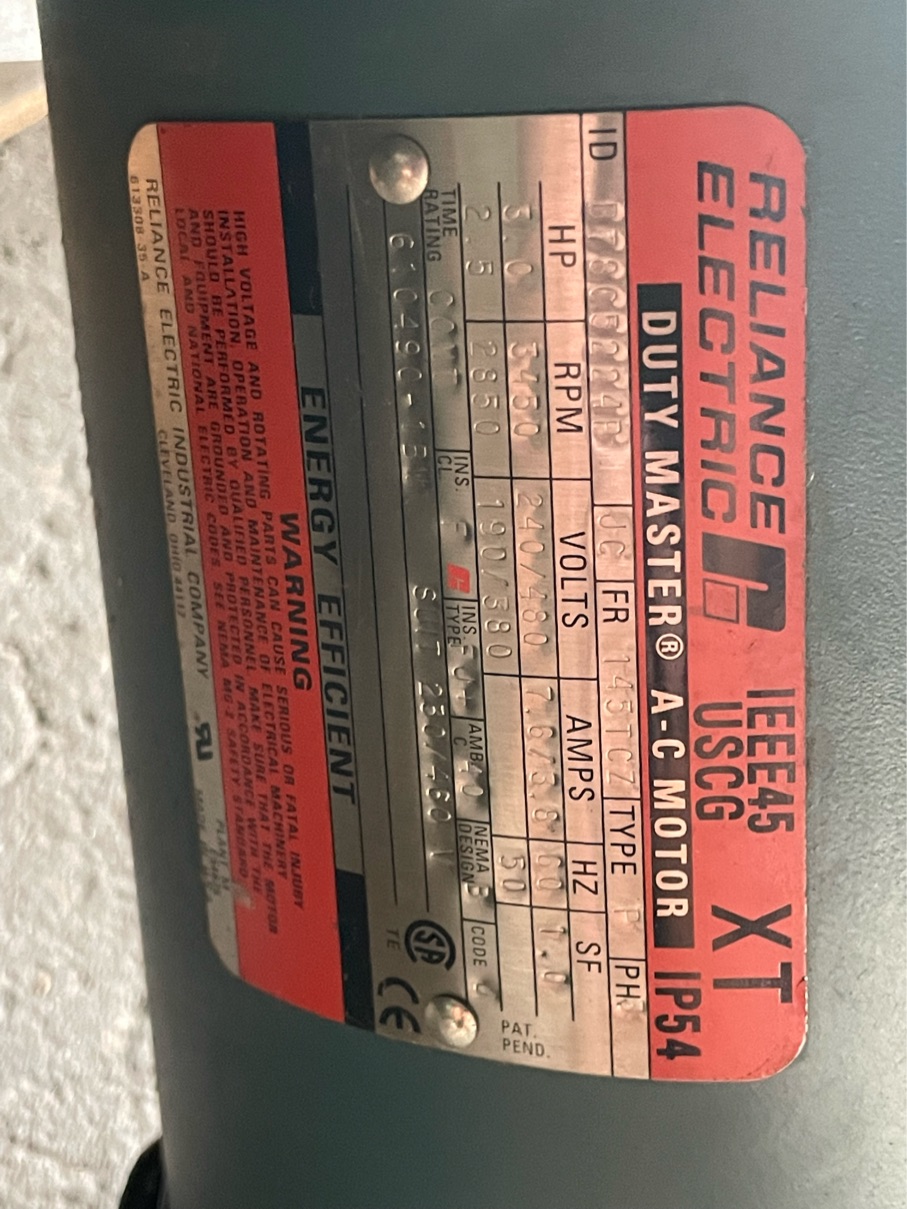 RELIANCE
ELECTRIC
IEEE45
USCG
XT
DUTY MASTER® A-C MOTOR IP54
ID JC FR 145TCZ TYPE P PH
HP RPM VOLTS AMPS HZ SF
3.0 3450 240/480 7.6/3.8 60 1.0
2.5 2850 190/380 50
PAT.
PEND.
TIME
RATING CONT INS.
CL F INS.
TYPE AMB
C 40 NEMA
DESIGN CODE
SUIT 230/460 V
TE
CE
ENERGY EFFICIENT
WARNING
HIGH VOLTAGE AND ROTATING PARTS CAN CAUSE SERIOUS OR FATAL INJURY
INSTALLATION, OPERATION AND MAINTENANCE OF ELECTRICAL MACHINERY
SHOULD BE PERFORMED BY QUALIFIED PERSONNEL. MAKE SURE THAT THE MOTOR
AND EQUIPMENT ARE GROUNDED AND PROTECTED IN ACCORDANCE WITH THE
LOCAL AND NATIONAL ELECTRIC CODES. SEE NEMA MG-2 SAFETY STANDARD
RELIANCE ELECTRIC INDUSTRIAL COMPANY
613308-35-A
CLEVELAND, OHIO 44117